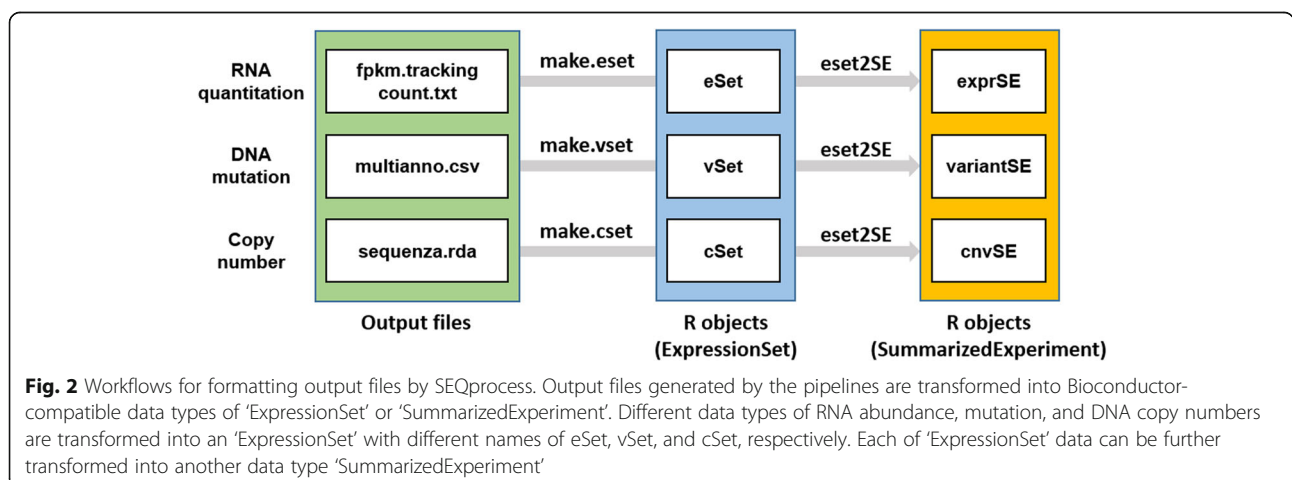 RNA
quantitation
fpkm.tracking
count.txt
make.eset
eSet
eset2SE
exprSE
DNA
mutation
multianno.csv
make.vset
vSet
eset2SE
variantSE
Copy
number
sequenza.rda
make.cset
cSet
eset2SE
cnvSE
Output files
R objects
(ExpressionSet)
R objects
(SummarizedExperiment)
Fig. 2 Workflows for formatting output files by SEQprocess. Output files generated by the pipelines are transformed into Bioconductor-
compatible data types of ‘ExpressionSet’ or ‘SummarizedExperiment’. Different data types of RNA abundance, mutation, and DNA copy numbers
are transformed into an ‘ExpressionSet’ with different names of eSet, vSet, and cSet, respectively. Each of ‘ExpressionSet’ data can be further
transformed into another data type ‘SummarizedExperiment’